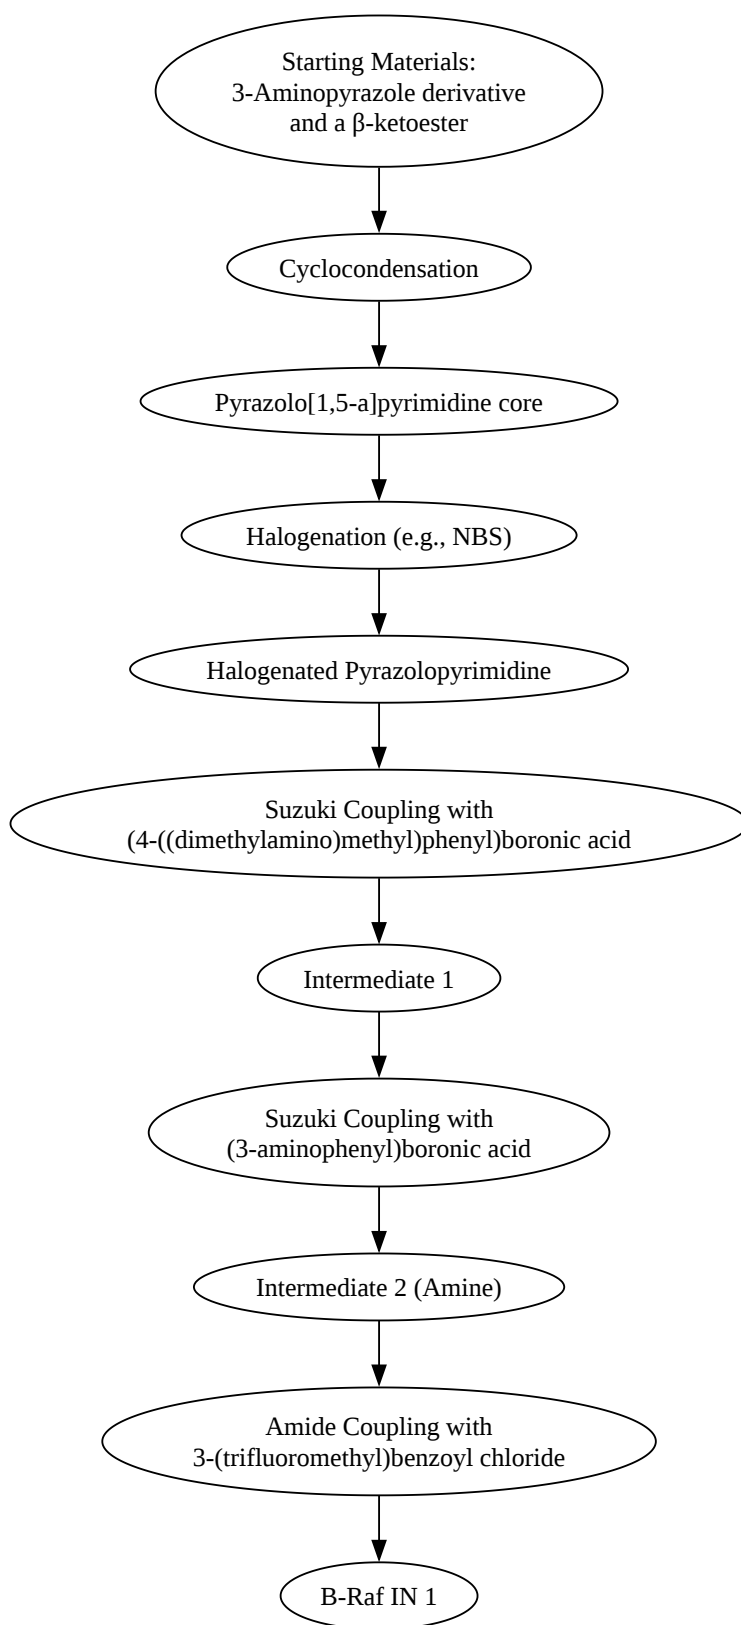 Starting Materials:
3-Aminopyrazole derivative
and a β-ketoester
Cyclocondensation
Pyrazolo[1,5-a]pyrimidine core
Halogenation (e.g., NBS)
Halogenated Pyrazolopyrimidine
Suzuki Coupling with
(4-((dimethylamino)methyl)phenyl)boronic acid
Intermediate 1
Suzuki Coupling with
(3-aminophenyl)boronic acid
Intermediate 2 (Amine)
Amide Coupling with
3-(trifluoromethyl)benzoyl chloride
B-Raf IN 1